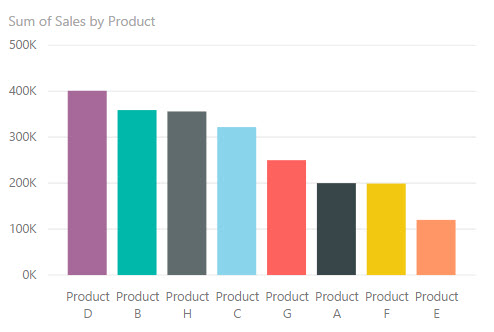 Sum of Sales by Product
500K
400K
300K
200K
100K
0K
Product Product Product Product Product Product Product Product
D B H C G A F E